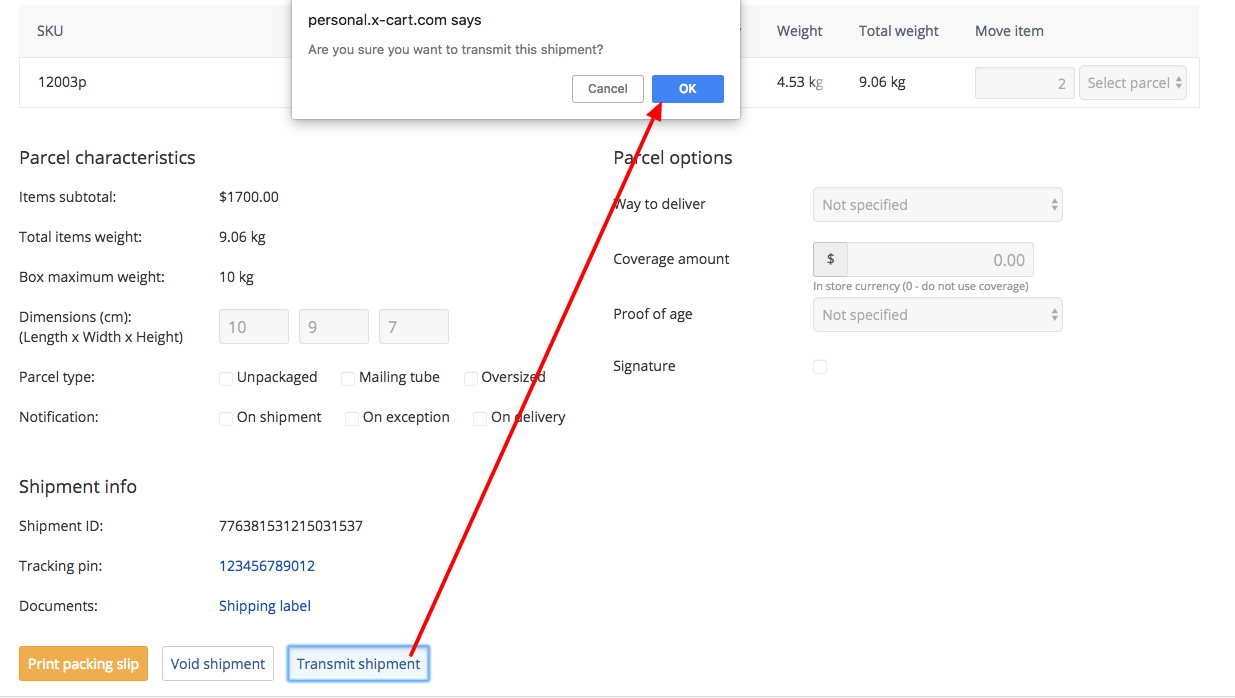 personal.x-cart.com says
Are you sure you want to transmit this shipment?
Cancel OK
SKU Weight Total weight Move item
12003p 4.53 kg 9.06 kg 2 Select parcel
Parcel characteristics
Items subtotal: $1700.00
Total items weight: 9.06 kg
Box maximum weight: 10 kg
Dimensions (cm):
(Length x Width x Height) 10 9 7
Parcel type: Unpackaged Mailing tube Oversized
Notification: On shipment On exception On delivery
Parcel options
Way to deliver Not specified
Coverage amount $ 0.00
In store currency (0 - do not use coverage)
Proof of age Not specified
Signature
Shipment info
Shipment ID: 776381531215031537
Tracking pin: 123456789012
Documents: Shipping label
Print packing slip Void shipment Transmit shipment